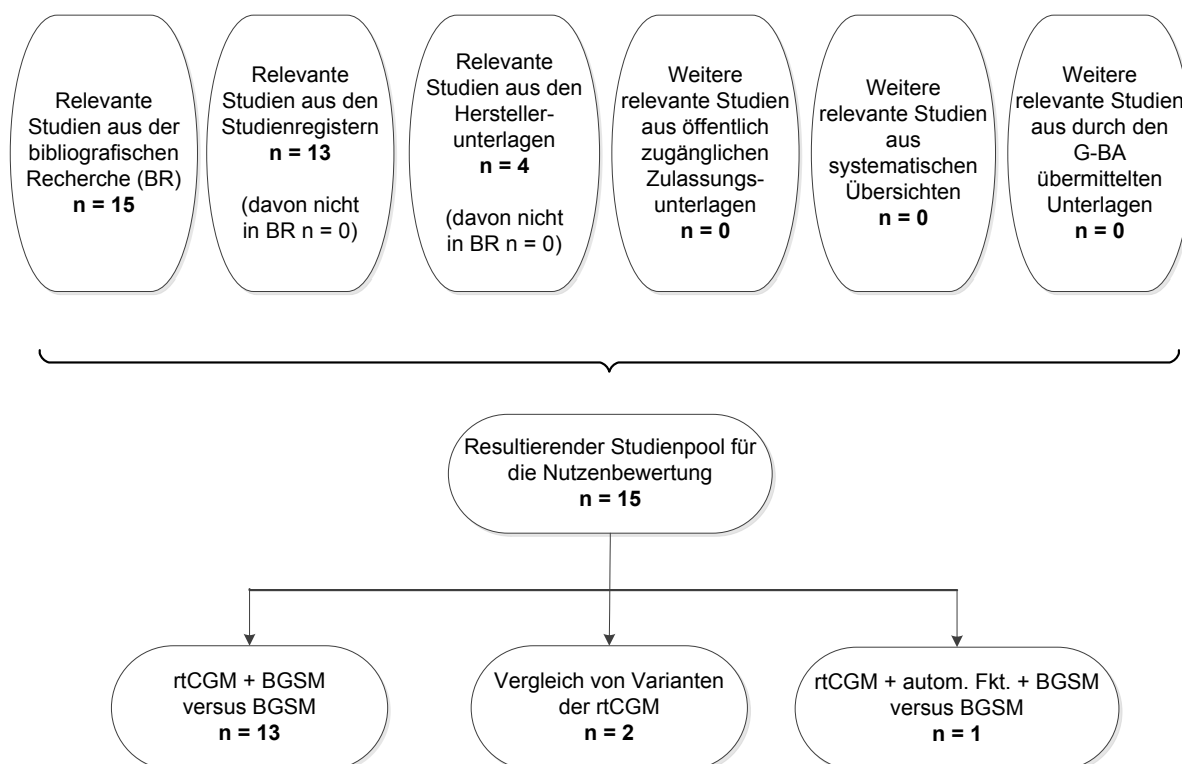 Relevante
Studien aus der
bibliografischen
Recherche (BR)
n = 15
Relevante
Studien aus den
Studienregistern
n = 13
(davon nicht
in BR n = 0)
Relevante
Studien aus den
Hersteller-
unterlagen
n = 4
(davon nicht
in BR n = 0)
Weitere
relevante Studien
aus öffentlich
zugänglichen
Zulassungs-
unterlagen
n = 0
Weitere
relevante Studien
aus
systematischen
Übersichten
n = 0
Weitere
relevante Studien
aus durch den
G-BA
übermittelten
Unterlagen
n = 0
Resultierender Studienpool für
die Nutzenbewertung
n = 15
rtCGM + BGSM
versus BGSM
n = 13
Vergleich von Varianten
der rtCGM
n = 2
rtCGM + autom. Fkt. + BGSM
versus BGSM
n = 1